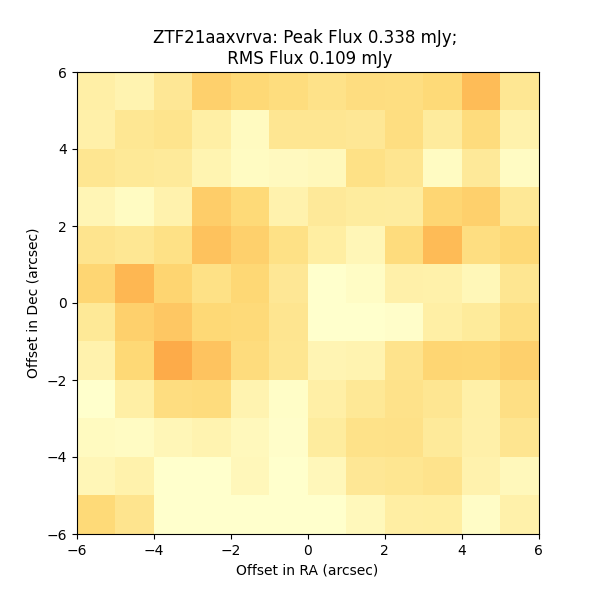 ZTF21aaxvrva: Peak Flux 0.338 mJy;
RMS Flux 0.109 mJy
6
4
2
0
−2
−4
−6
Offset in Dec (arcsec)
−6 −4 −2 0 2 4 6
Offset in RA (arcsec)